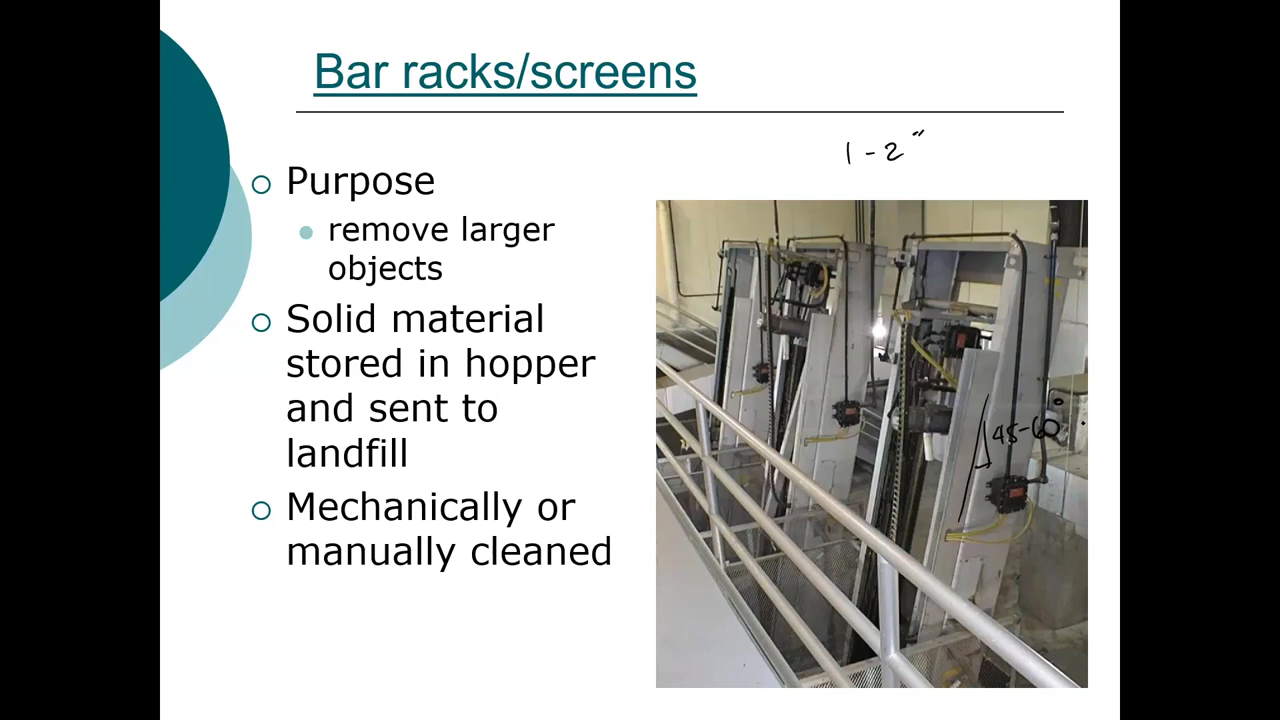 Bar racks/screens
1-2"
Purpose
remove larger
objects
Solid material
stored in hopper
and sent to
landfill
Mechanically or
manually cleaned
45-60°